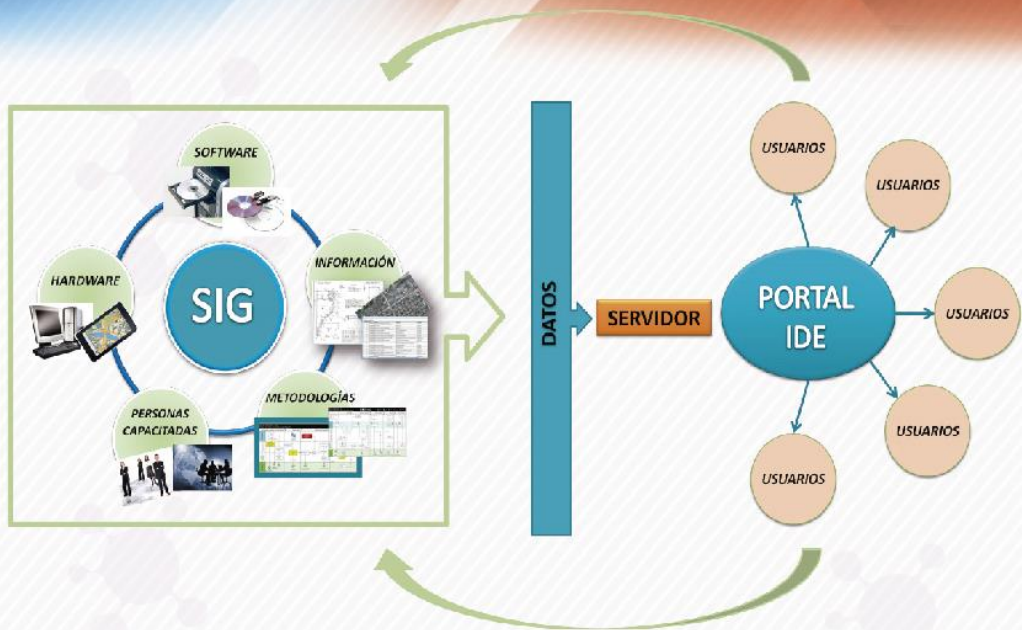 SOFTWARE
HARDWARE
INFORMACIÓN
SIG
PERSONAS
CAPACITADAS
METODOLOGÍAS
DATOS
SERVIDOR
PORTAL
IDE
USUARIOS
USUARIOS
USUARIOS
USUARIOS
USUARIOS